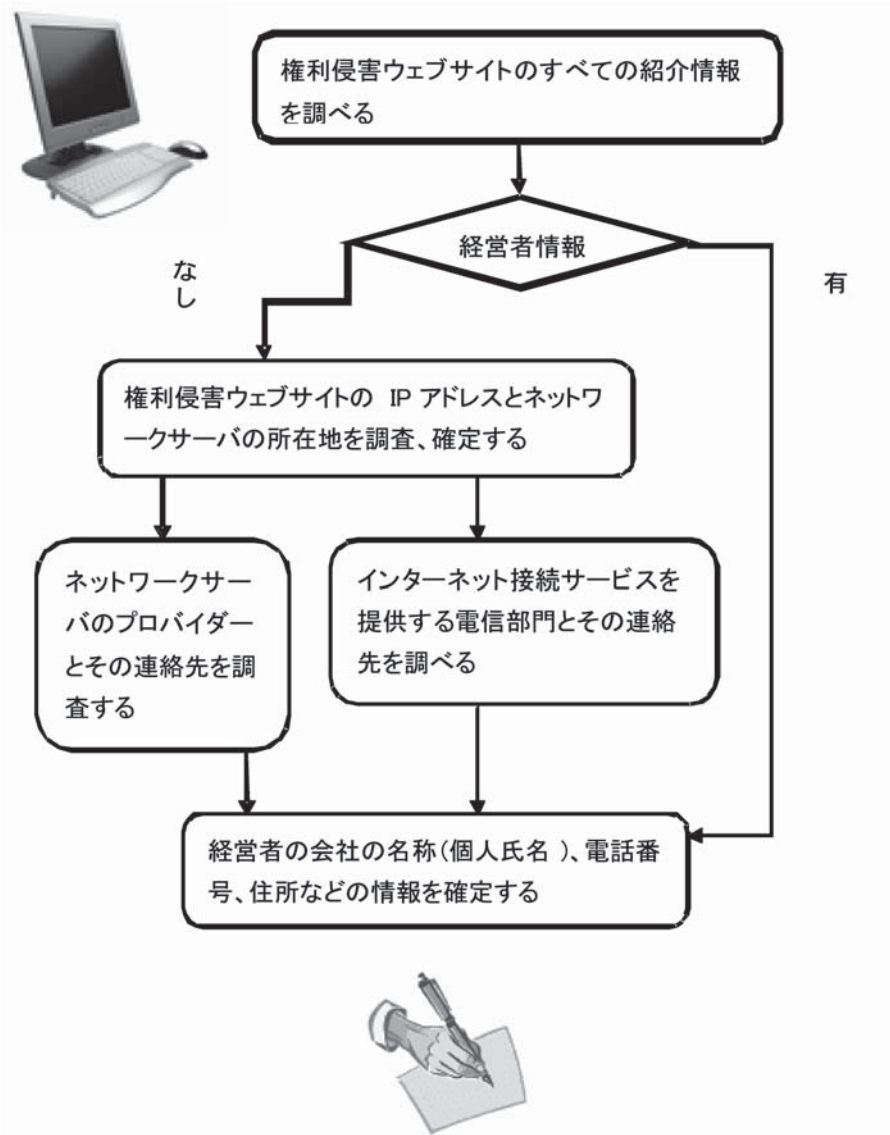 権利侵害ウェブサイトのすべての紹介情報
を調べる
経営者情報
なし
有
権利侵害ウェブサイトの IP アドレスとネットワ
ークサーバの所在地を調査、確定する
ネットワークサー
バのプロバイダー
とその連絡先を調
査する
インターネット接続サービスを
提供する電信部門とその連絡
先を調べる
経営者の会社の名称(個人氏名 )、電話番
号、住所などの情報を確定する